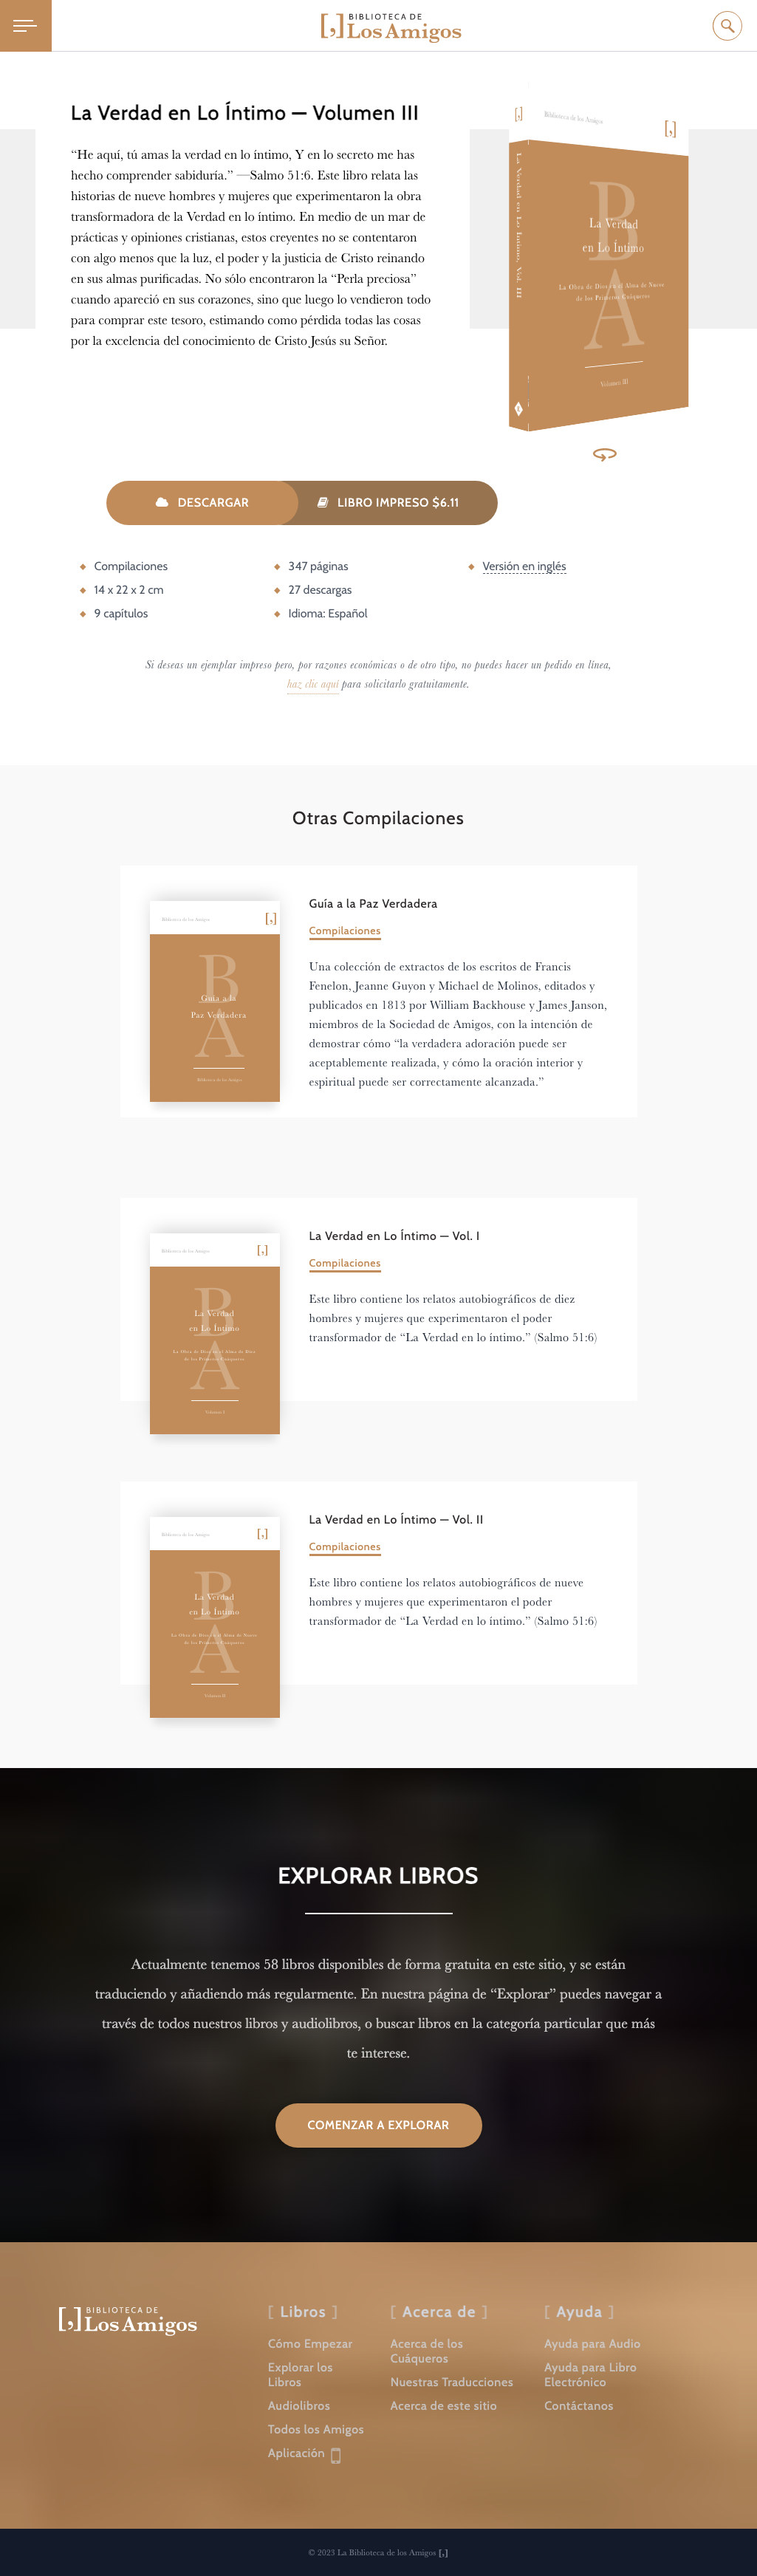 BIBLIOTECA DE
[,] Los Amigos
La Verdad en Lo Íntimo — Volumen III
“He aquí, tú amas la verdad en lo íntimo, Y en lo secreto me has
hecho comprender sabiduría.” —Salmo 51:6. Este libro relata las
historias de nueve hombres y mujeres que experimentaron la obra
transformadora de la Verdad en lo íntimo. En medio de un mar de
prácticas y opiniones cristianas, estos creyentes no se contentaron
con algo menos que la luz, el poder y la justicia de Cristo reinando
en sus almas purificadas. No sólo encontraron la “Perla preciosa”
cuando apareció en sus corazones, sino que luego lo vendieron todo
para comprar este tesoro, estimando como pérdida todas las cosas
por la excelencia del conocimiento de Cristo Jesús su Señor.
[,]
Biblioteca de los Amigos
[,]
La Verdad en Lo Íntimo, Vol. III
BA
La Verdad
en Lo Íntimo
La Obra de Dios en el Alma de Nueve
de los Primeros Cuáqueros
Volumen III
DESCARGAR
LIBRO IMPRESO $6.11
Compilaciones
14 x 22 x 2 cm
9 capítulos
347 páginas
27 descargas
Idioma: Español
Versión en inglés
Si deseas un ejemplar impreso pero, por razones económicas o de otro tipo, no puedes hacer un pedido en línea,
haz clic aquí para solicitarlo gratuitamente.
Otras Compilaciones
Biblioteca de los Amigos
[,]
BA
Guía a la
Paz Verdadera
Biblioteca de los Amigos
Guía a la Paz Verdadera
Compilaciones
Una colección de extractos de los escritos de Francis
Fenelon, Jeanne Guyon y Michael de Molinos, editados y
publicados en 1813 por William Backhouse y James Janson,
miembros de la Sociedad de Amigos, con la intención de
demostrar cómo “la verdadera adoración puede ser
aceptablemente realizada, y cómo la oración interior y
espiritual puede ser correctamente alcanzada.”
Biblioteca de los Amigos
[,]
BA
La Verdad
en Lo Íntimo
La Obra de Dios en el Alma de Diez
de los Primeros Cuáqueros
Volumen I
La Verdad en Lo Íntimo — Vol. I
Compilaciones
Este libro contiene los relatos autobiográficos de diez
hombres y mujeres que experimentaron el poder
transformador de “La Verdad en lo íntimo.” (Salmo 51:6)
Biblioteca de los Amigos
[,]
BA
La Verdad
en Lo Íntimo
La Obra de Dios en el Alma de Nueve
de los Primeros Cuáqueros
Volumen II
La Verdad en Lo Íntimo — Vol. II
Compilaciones
Este libro contiene los relatos autobiográficos de nueve
hombres y mujeres que experimentaron el poder
transformador de “La Verdad en lo íntimo.” (Salmo 51:6)
EXPLORAR LIBROS
Actualmente tenemos 58 libros disponibles de forma gratuita en este sitio, y se están
traduciendo y añadiendo más regularmente. En nuestra página de “Explorar” puedes navegar a
través de todos nuestros libros y audiolibros, o buscar libros en la categoría particular que más
te interese.
COMENZAR A EXPLORAR
BIBLIOTECA DE
[,] Los Amigos
[ Libros ]
Cómo Empezar
Explorar los
Libros
Audiolibros
Todos los Amigos
Aplicación
[ Acerca de ]
Acerca de los
Cuáqueros
Nuestras Traducciones
Acerca de este sitio
[ Ayuda ]
Ayuda para Audio
Ayuda para Libro
Electrónico
Contáctanos
© 2023 La Biblioteca de los Amigos [,]